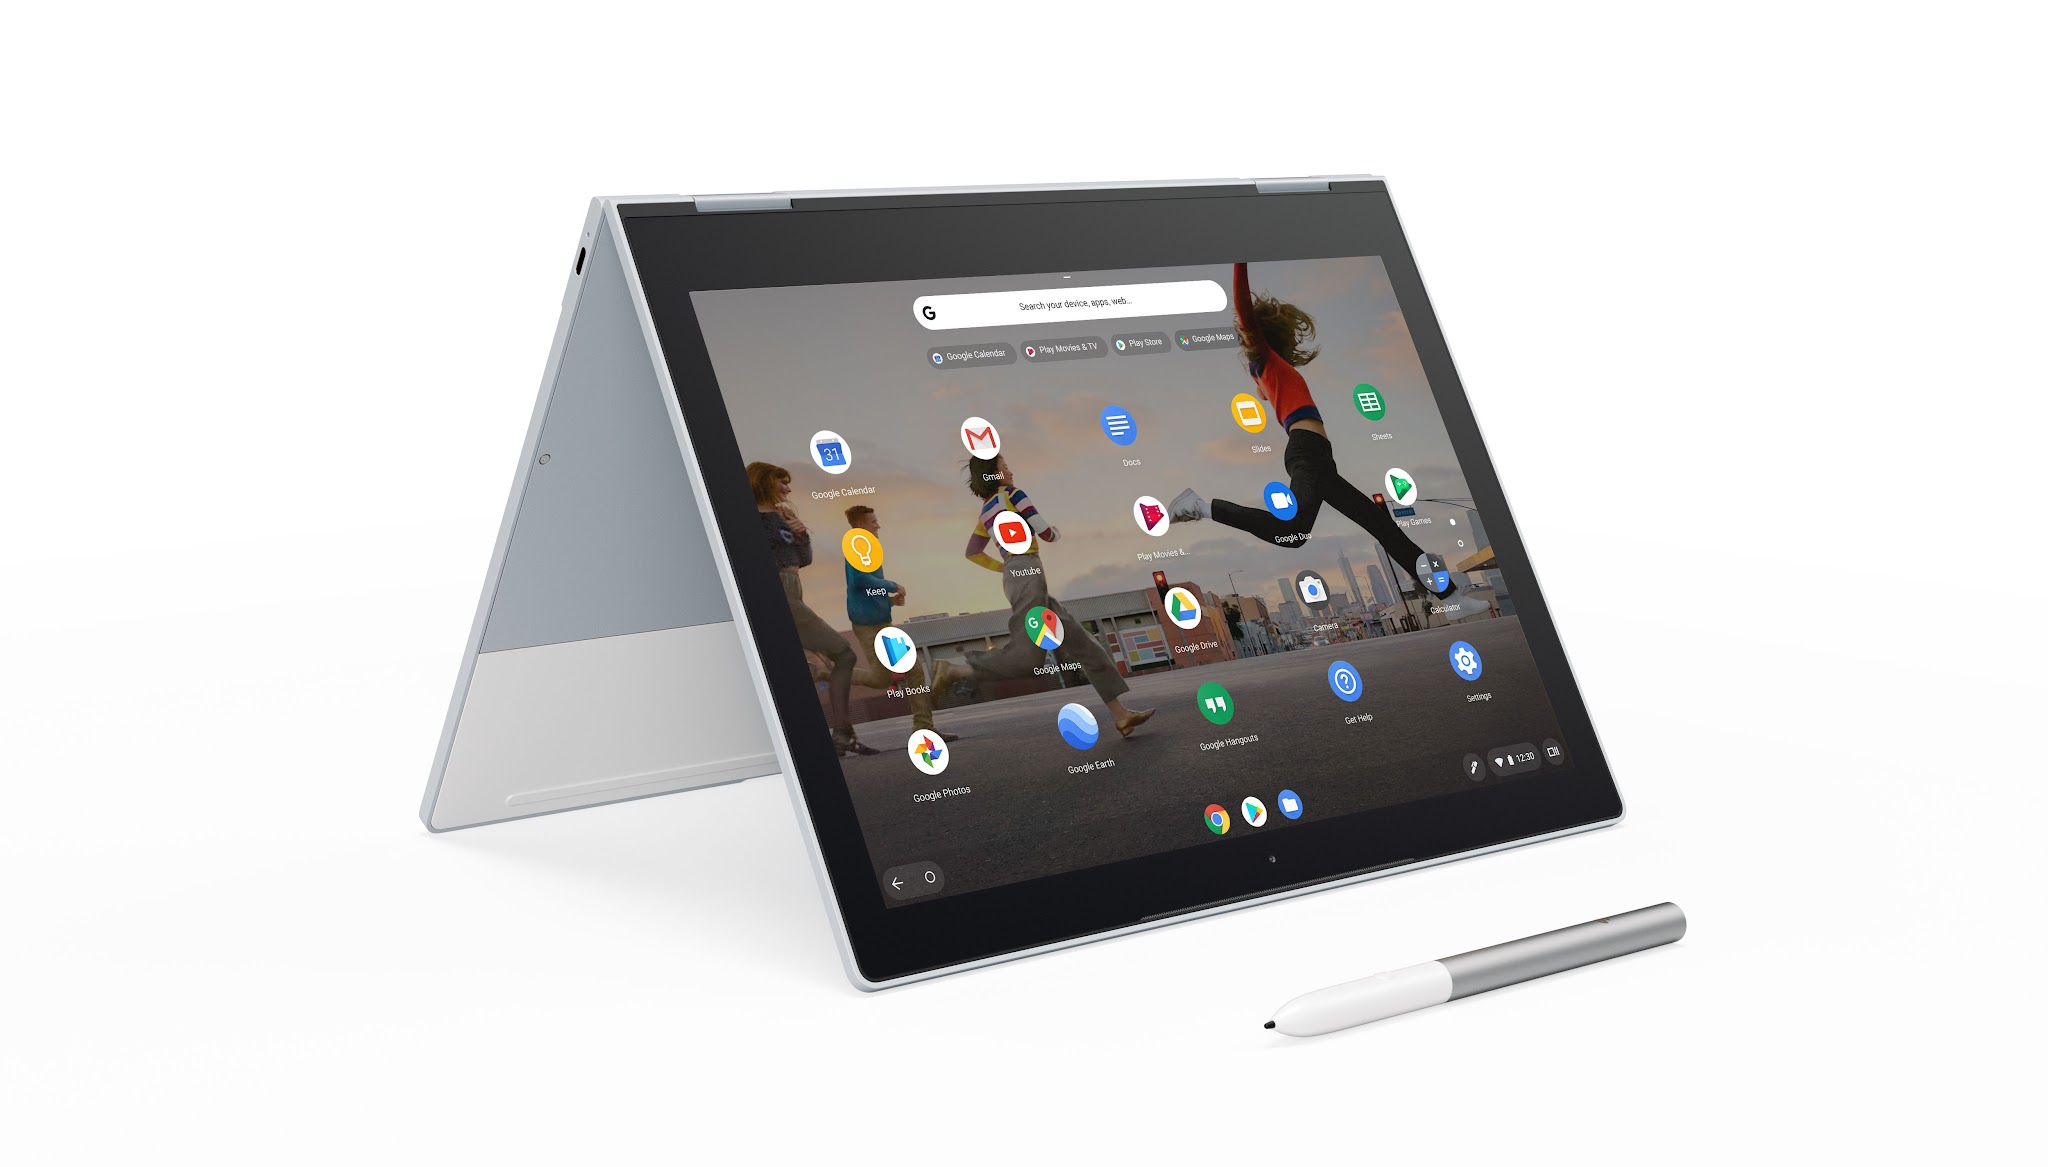 G
Search your device, apps, web...
Google Calendar
Play Movies & TV
Play Store
Google Maps
31
Google Calendar
Gmail
Docs
Slides
Sheets
Keep
Youtube
Play Movies &...
Google Duo
Play Games
Play Books
G
Google Maps
Google Drive
Camera
Calculator
Google Photos
Google Earth
Google Hangouts
Get Help
Settings
12:30